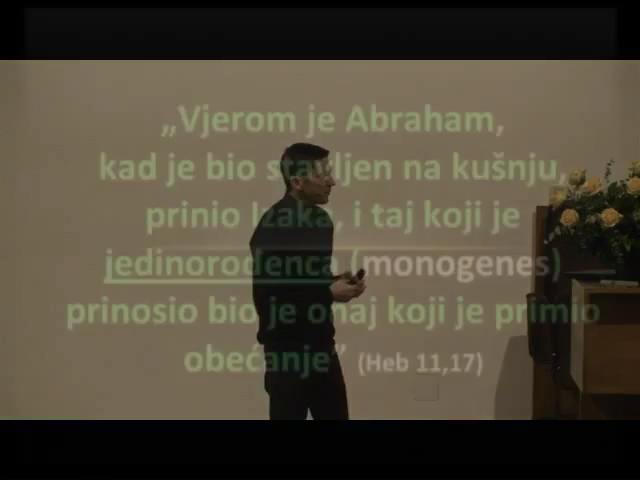 „Vjerom je Abraham,
kad je bio stavljen na kušnju,
prinio Izaka, i taj koji je
jedinorođenca (monogenes)
prinosio bio je onaj koji je primio
obećanje” (Heb 11,17)